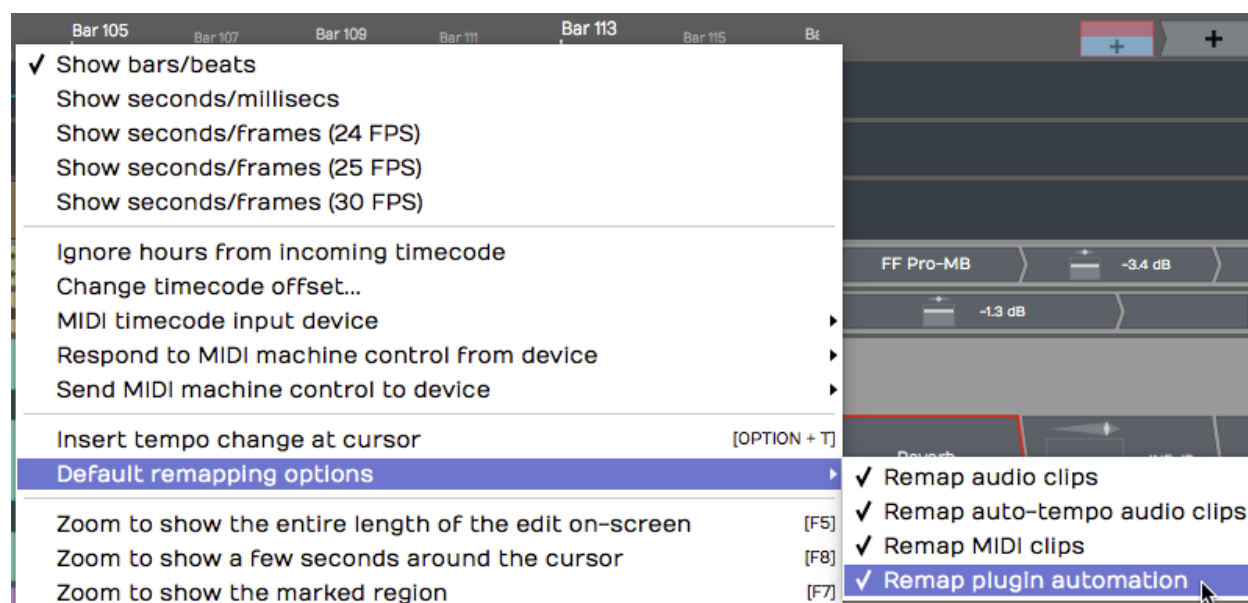 Bar 105 Bar 107 Bar 109 Bar 111 Bar 113 Bar 115
✓ Show bars/beats
Show seconds/millisecs
Show seconds/frames (24 FPS)
Show seconds/frames (25 FPS)
Show seconds/frames (30 FPS)
Ignore hours from incoming timecode
FF Pro-MB -3.4 dB
Change timecode offset...
-1.3 dB
MIDI timecode input device
Respond to MIDI machine control from device
Send MIDI machine control to device
Insert tempo change at cursor [OPTION + T]
Reverb
Default remapping options
✓ Remap audio clips
✓ Remap auto-tempo audio clips
✓ Remap MIDI clips
✓ Remap plugin automation
Zoom to show the entire length of the edit on-screen [F5]
Zoom to show a few seconds around the cursor [F8]
Zoom to show the marked region [F7]